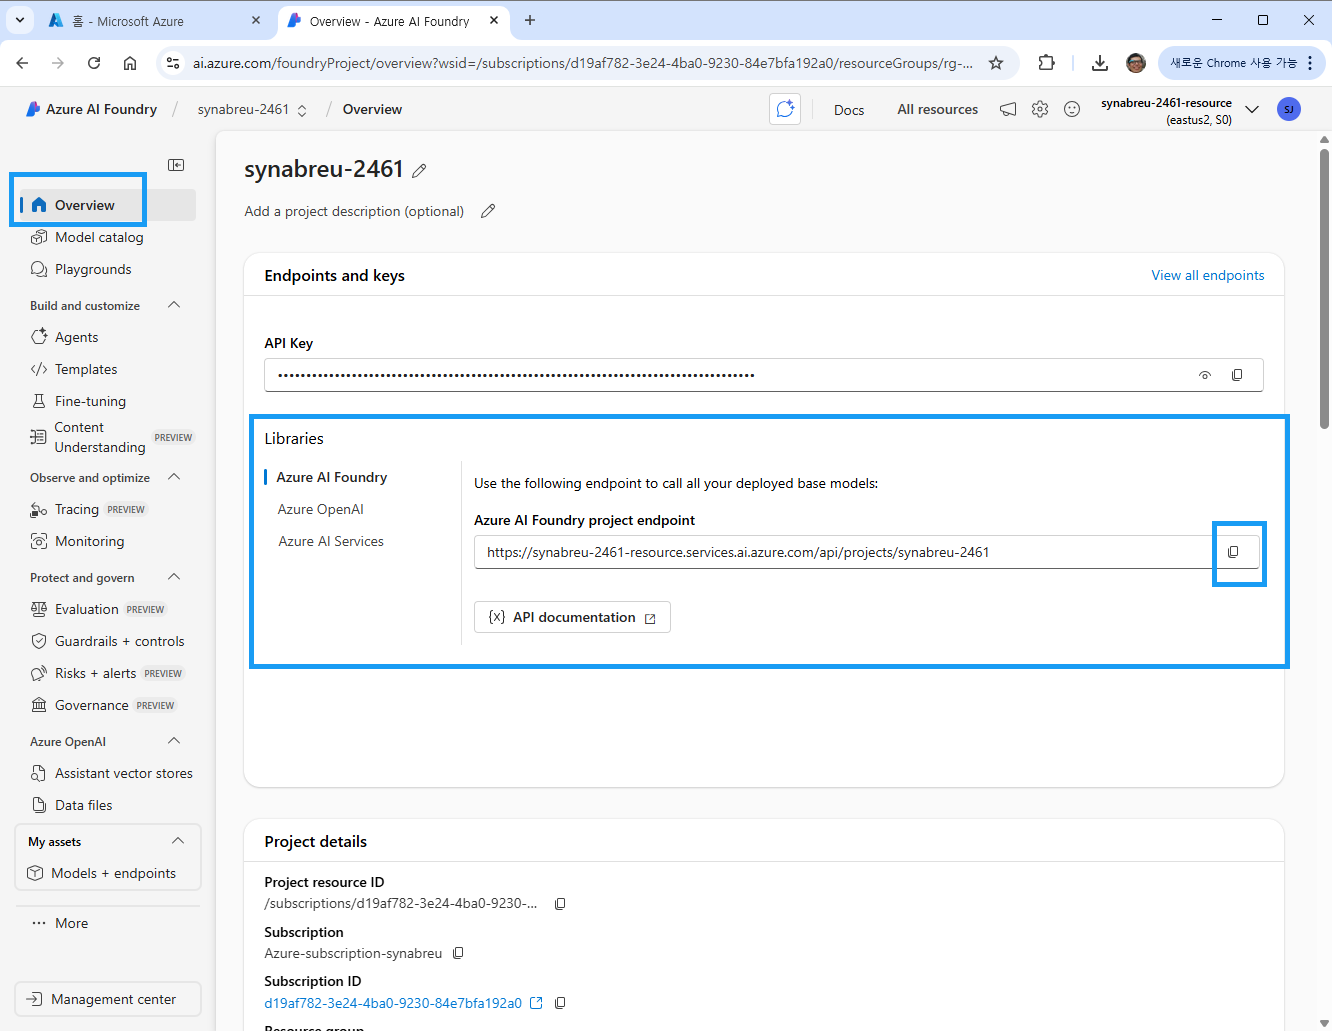 홈 - Microsoft Azure
Overview - Azure AI Foundry
ai.azure.com/foundryProject/overview?wsid=/subscriptions/d19af782-3e24-4ba0-9230-84e7bfa192a0/resourceGroups/rg-...
새로운 Chrome 사용 가능
Azure AI Foundry / synabreu-2461 / Overview
Docs
All resources
synabreu-2461-resource
(eastus2, S0)
SJ
Overview
Model catalog
Playgrounds
Build and customize
Agents
Templates
Fine-tuning
Content
Understanding PREVIEW
Observe and optimize
Tracing PREVIEW
Monitoring
Protect and govern
Evaluation PREVIEW
Guardrails + controls
Risks + alerts PREVIEW
Governance PREVIEW
Azure OpenAI
Assistant vector stores
Data files
My assets
Models + endpoints
More
Management center
synabreu-2461
Add a project description (optional)
Endpoints and keys
View all endpoints
API Key
Libraries
Azure AI Foundry
Azure OpenAI
Azure AI Services
Use the following endpoint to call all your deployed base models:
Azure AI Foundry project endpoint
https://synabreu-2461-resource.services.ai.azure.com/api/projects/synabreu-2461
{x} API documentation
Project details
Project resource ID
/subscriptions/d19af782-3e24-4ba0-9230-...
Subscription
Azure-subscription-synabreu
Subscription ID
d19af782-3e24-4ba0-9230-84e7bfa192a0
Resource group